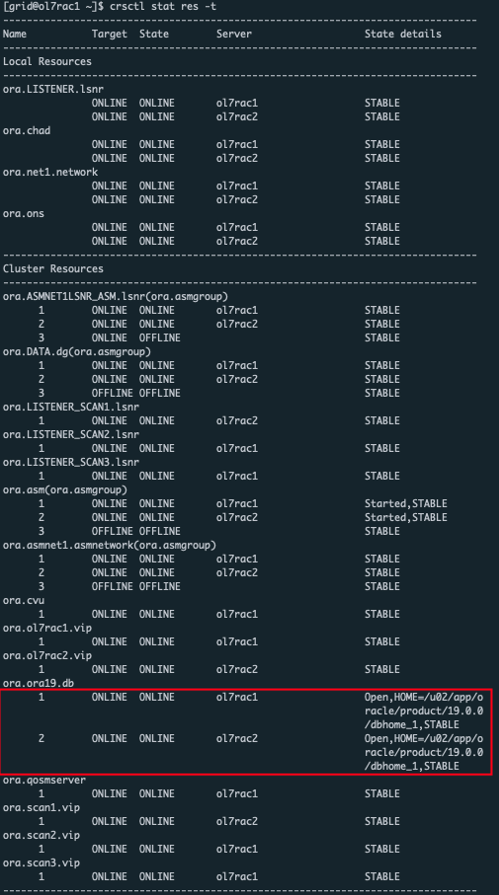 [grid@ol7rac1 ~]$ crsctl stat res -t
--------------------------------------------------------------------------------
Name           Target  State        Server                   State details
--------------------------------------------------------------------------------
Local Resources
--------------------------------------------------------------------------------
ora.LISTENER.lsnr
               ONLINE  ONLINE       ol7rac1                  STABLE
               ONLINE  ONLINE       ol7rac2                  STABLE
ora.chad
               ONLINE  ONLINE       ol7rac1                  STABLE
               ONLINE  ONLINE       ol7rac2                  STABLE
ora.net1.network
               ONLINE  ONLINE       ol7rac1                  STABLE
               ONLINE  ONLINE       ol7rac2                  STABLE
ora.ons
               ONLINE  ONLINE       ol7rac1                  STABLE
               ONLINE  ONLINE       ol7rac2                  STABLE
--------------------------------------------------------------------------------
Cluster Resources
--------------------------------------------------------------------------------
ora.ASMNET1LSNR_ASM.lsnr(ora.asmgroup)
      1        ONLINE  ONLINE       ol7rac1                  STABLE
      2        ONLINE  ONLINE       ol7rac2                  STABLE
      3        ONLINE  OFFLINE                               STABLE
ora.DATA.dg(ora.asmgroup)
      1        ONLINE  ONLINE       ol7rac1                  STABLE
      2        ONLINE  ONLINE       ol7rac2                  STABLE
      3        OFFLINE OFFLINE                               STABLE
ora.LISTENER_SCAN1.lsnr
      1        ONLINE  ONLINE       ol7rac2                  STABLE
ora.LISTENER_SCAN2.lsnr
      1        ONLINE  ONLINE       ol7rac1                  STABLE
ora.LISTENER_SCAN3.lsnr
      1        ONLINE  ONLINE       ol7rac1                  STABLE
ora.asm(ora.asmgroup)
      1        ONLINE  ONLINE       ol7rac1                  Started,STABLE
      2        ONLINE  ONLINE       ol7rac2                  Started,STABLE
      3        OFFLINE OFFLINE                               STABLE
ora.asmnet1.asmnetwork(ora.asmgroup)
      1        ONLINE  ONLINE       ol7rac1                  STABLE
      2        ONLINE  ONLINE       ol7rac2                  STABLE
      3        OFFLINE OFFLINE                               STABLE
ora.cvu
      1        ONLINE  ONLINE       ol7rac1                  STABLE
ora.ol7rac1.vip
      1        ONLINE  ONLINE       ol7rac1                  STABLE
ora.ol7rac2.vip
      1        ONLINE  ONLINE       ol7rac2                  STABLE
ora.ora19.db
      1        ONLINE  ONLINE       ol7rac1                  Open,HOME=/u02/app/o
                                                             racle/product/19.0.0
                                                             /dbhome_1,STABLE
      2        ONLINE  ONLINE       ol7rac2                  Open,HOME=/u02/app/o
                                                             racle/product/19.0.0
                                                             /dbhome_1,STABLE
ora.qosmserver
      1        ONLINE  ONLINE       ol7rac1                  STABLE
ora.scan1.vip
      1        ONLINE  ONLINE       ol7rac2                  STABLE
ora.scan2.vip
      1        ONLINE  ONLINE       ol7rac1                  STABLE
ora.scan3.vip
      1        ONLINE  ONLINE       ol7rac1                  STABLE
--------------------------------------------------------------------------------